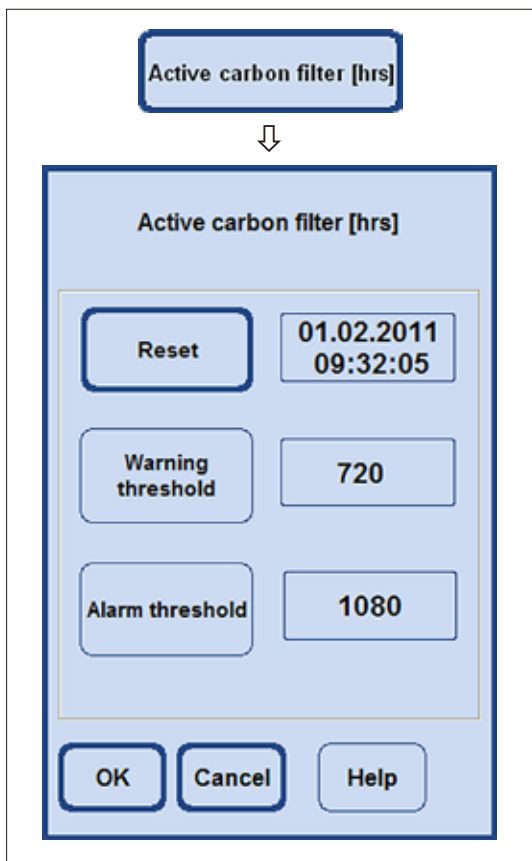 Active carbon filter [hrs]
Active carbon filter [hrs]
Reset
01.02.2011
09:32:05
Warning
threshold
720
Alarm threshold
1080
OK
Cancel
Help